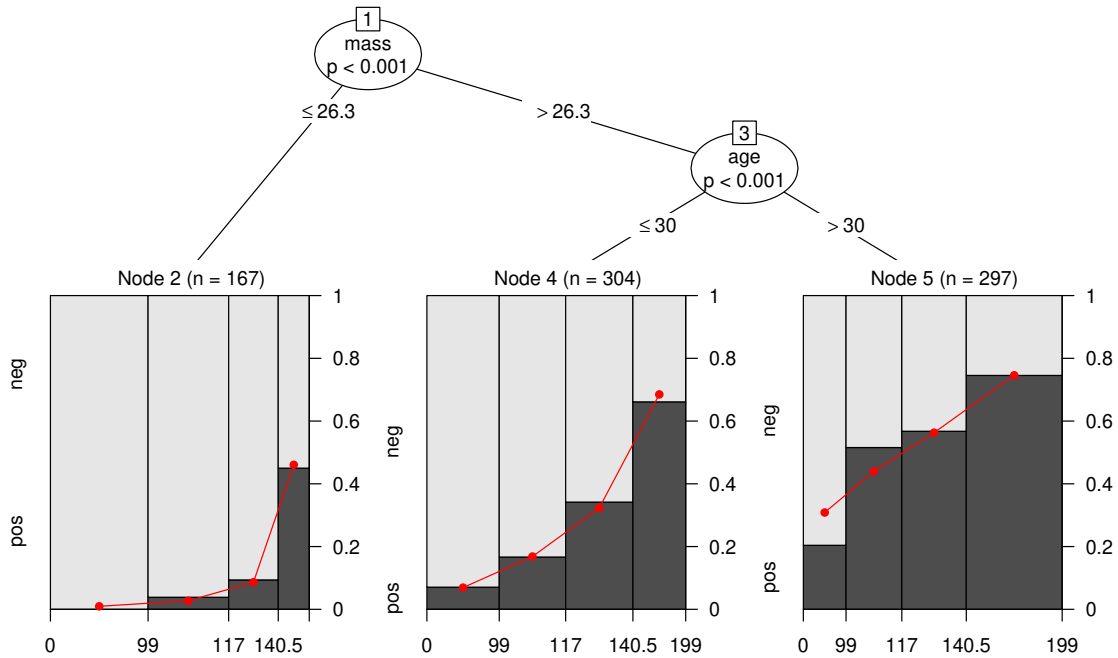 1
mass
p < 0.001
≤ 26.3
> 26.3
3
age
p < 0.001
≤ 30
> 30
Node 2 (n = 167)
pos neg
0 99 117 140.5
0 0.2 0.4 0.6 0.8 1
Node 4 (n = 304)
pos neg
0 99 117 140.5 199
0 0.2 0.4 0.6 0.8 1
Node 5 (n = 297)
pos neg
0 99 117 140.5 199
0 0.2 0.4 0.6 0.8 1